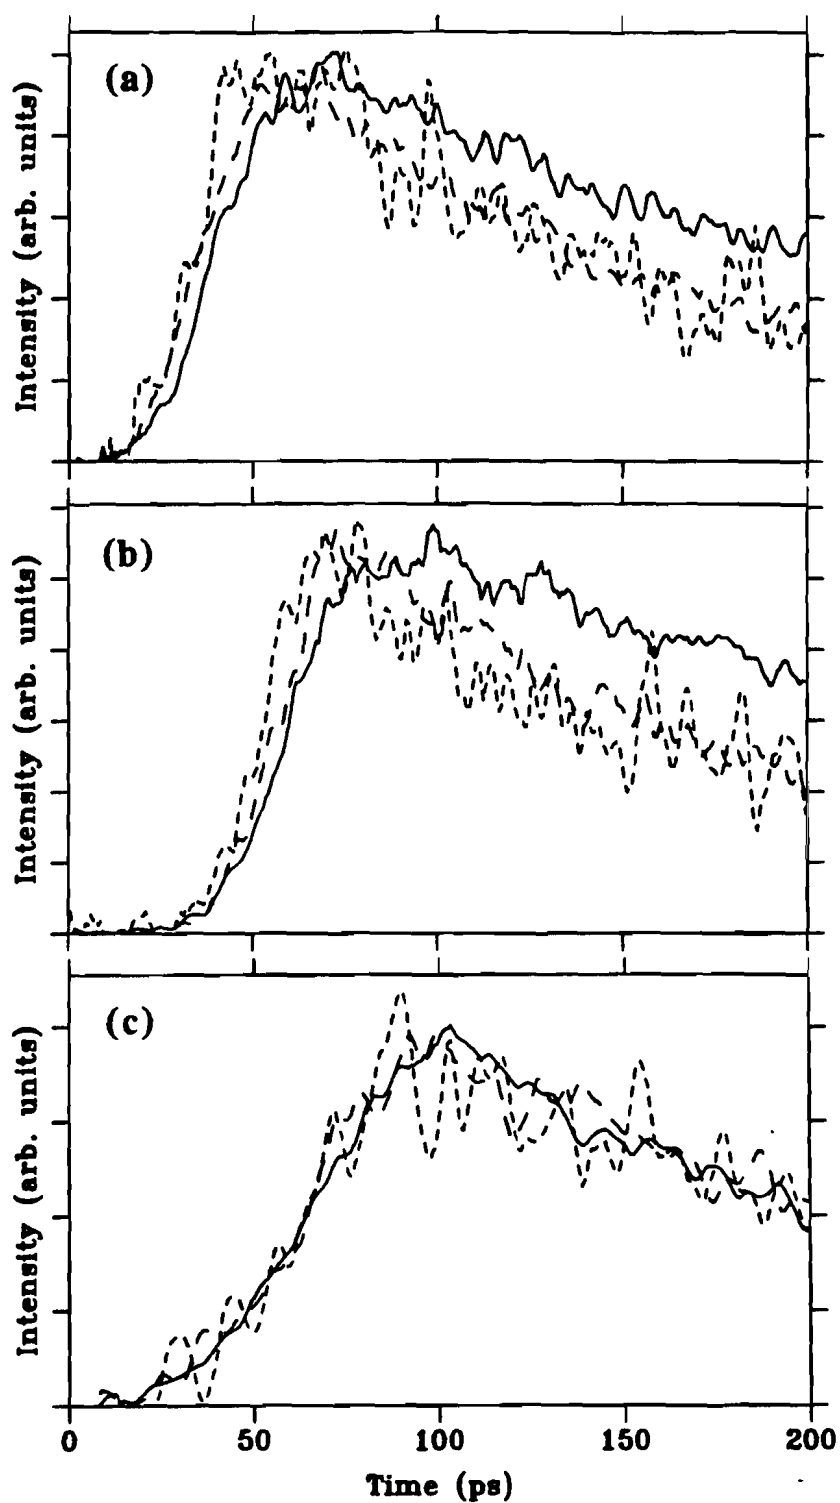 (a)
Intensity (arb. units)
(b)
Intensity (arb. units)
(c)
Intensity (arb. units)
0 50 100 150 200
Time (ps)